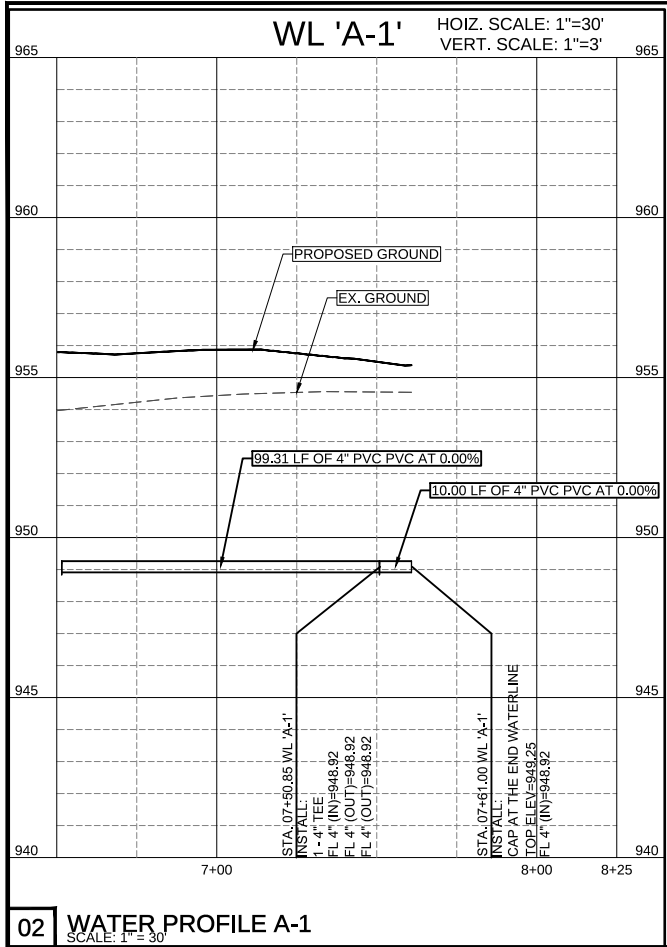 WL 'A-1'
HOIZ. SCALE: 1"=30'
VERT. SCALE: 1"=3'
965
965
960
960
PROPOSED GROUND
EX. GROUND
955
955
99.31 LF OF 4" PVC PVC AT 0.00%
10.00 LF OF 4" PVC PVC AT 0.00%
950
950
945
945
STA. 07+50.85 WL 'A-1'
INSTALL:
1 - 4" TEE
FL 4" (IN)=948.92
FL 4" (OUT)=948.92
FL 4" (OUT)=948.92
STA. 07+61.00 WL 'A-1'
INSTALL:
CAP AT THE END WATERLINE
TOP ELEV=949.25
FL 4" (IN)=948.92
940
940
7+00
8+00
8+25
02
WATER PROFILE A-1
SCALE: 1" = 30'